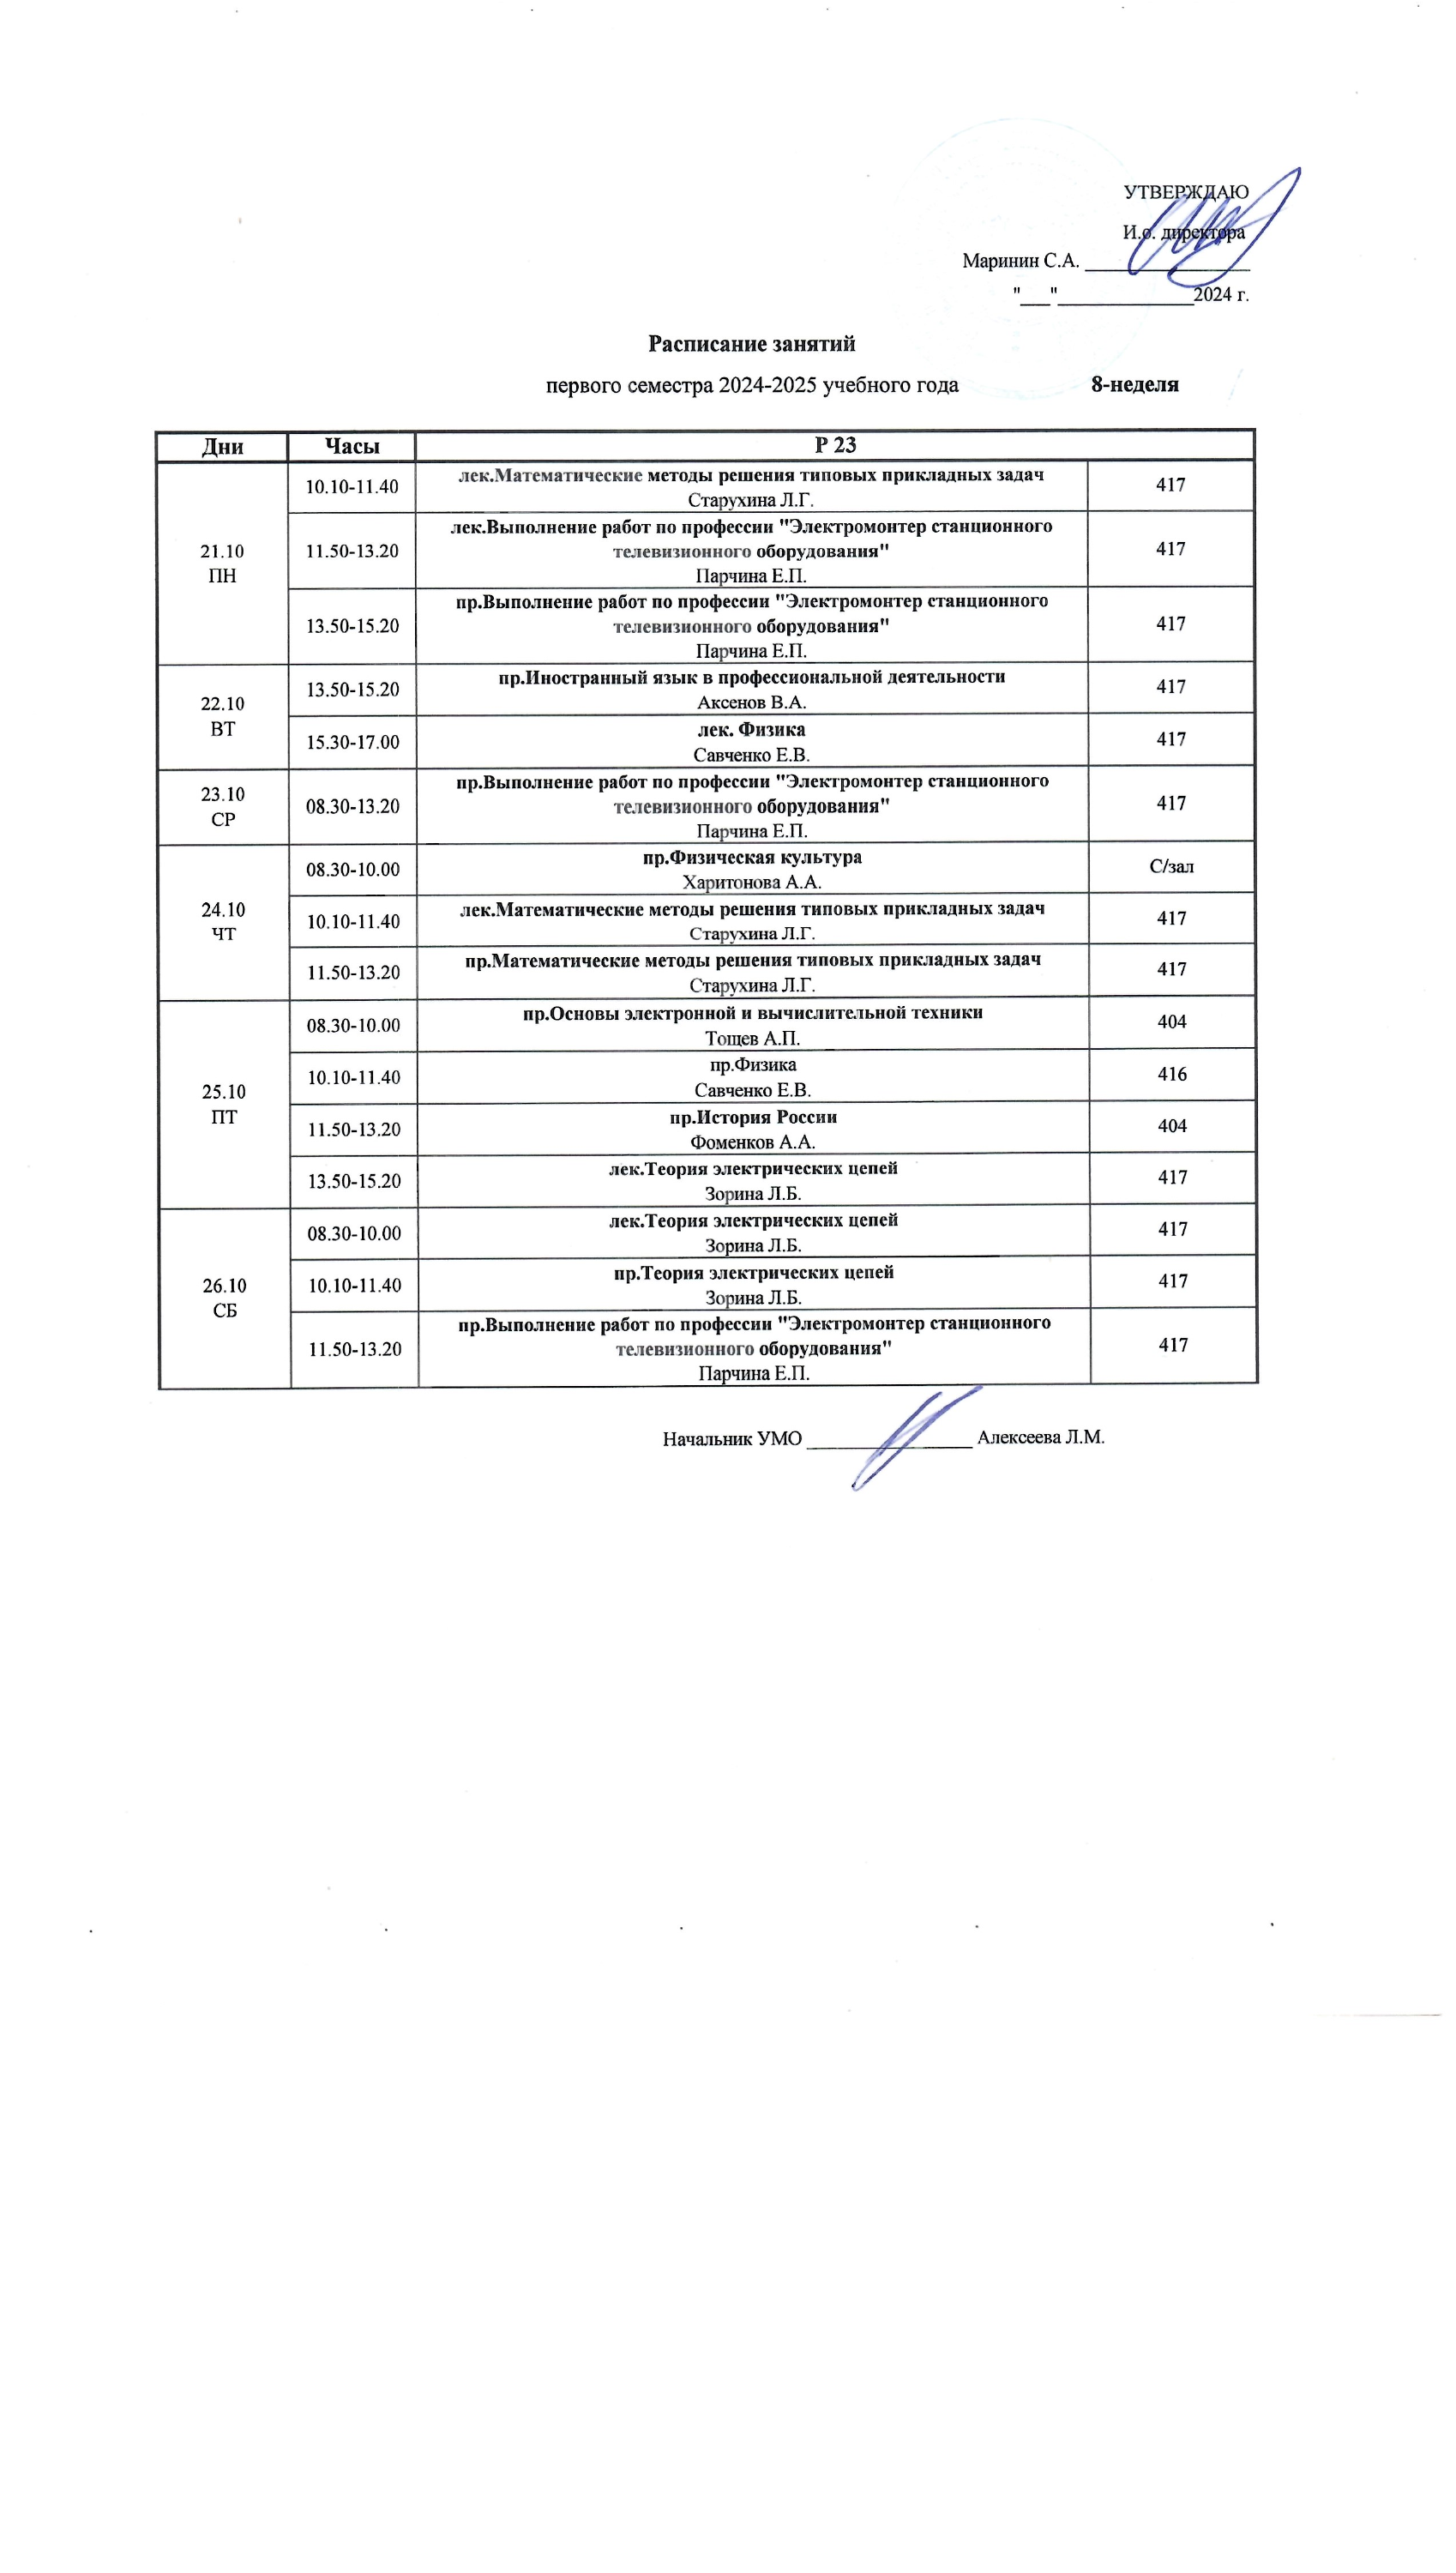 УТВЕРЖДАЮ
И.о. директора
Маринин С.А. ________________
"___"_____________2024 г.
Расписание занятий
первого семестра 2024-2025 учебного года 8-неделя
Дни Часы Р 23
21.10
ПН
10.10-11.40
лек.Математические методы решения типовых прикладных задач
Старухина Л.Г.
417
11.50-13.20
лек.Выполнение работ по профессии "Электромонтер станционного
телевизионного оборудования"
Парчина Е.П.
417
13.50-15.20
пр.Выполнение работ по профессии "Электромонтер станционного
телевизионного оборудования"
Парчина Е.П.
417
22.10
ВТ
13.50-15.20
пр.Иностранный язык в профессиональной деятельности
Аксенов В.А.
417
15.30-17.00
лек. Физика
Савченко Е.В.
417
23.10
СР
08.30-13.20
пр.Выполнение работ по профессии "Электромонтер станционного
телевизионного оборудования"
Парчина Е.П.
417
24.10
ЧТ
08.30-10.00
пр.Физическая культура
Харитонова А.А.
С/зал
10.10-11.40
лек.Математические методы решения типовых прикладных задач
Старухина Л.Г.
417
11.50-13.20
пр.Математические методы решения типовых прикладных задач
Старухина Л.Г.
417
25.10
ПТ
08.30-10.00
пр.Основы электронной и вычислительной техники
Тощев А.П.
404
10.10-11.40
пр.Физика
Савченко Е.В.
416
11.50-13.20
пр.История России
Фоменков А.А.
404
13.50-15.20
лек.Теория электрических цепей
Зорина Л.Б.
417
26.10
СБ
08.30-10.00
лек.Теория электрических цепей
Зорина Л.Б.
417
10.10-11.40
пр.Теория электрических цепей
Зорина Л.Б.
417
11.50-13.20
пр.Выполнение работ по профессии "Электромонтер станционного
телевизионного оборудования"
Парчина Е.П.
417
Начальник УМО ________________ Алексеева Л.М.